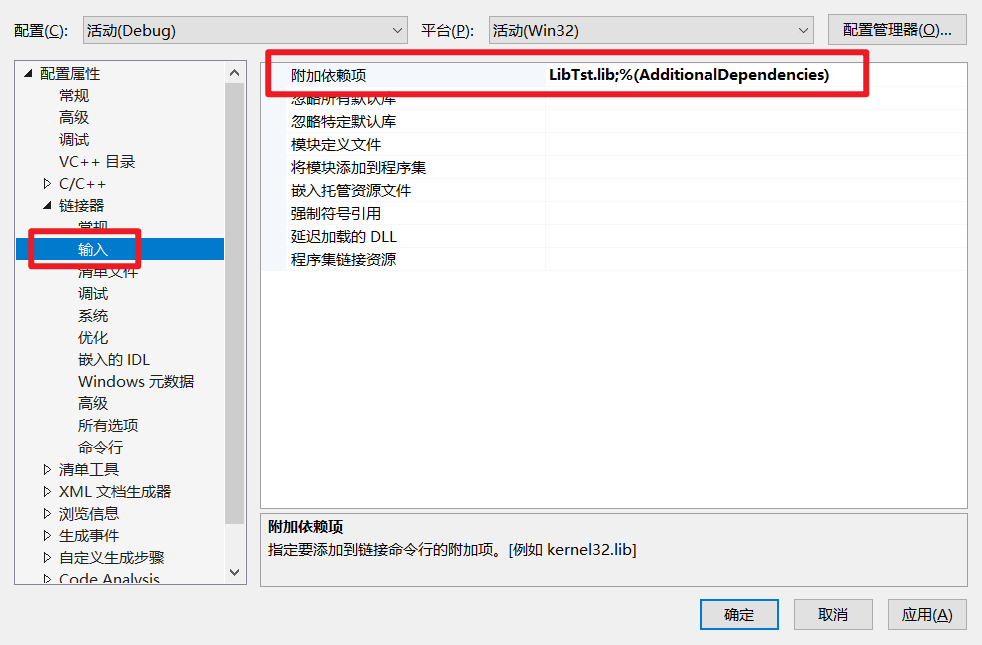 配置(C): 活动(Debug) 平台(P): 活动(Win32) 配置管理器(O)...
配置属性
常规
高级
调试
VC++ 目录
C/C++
链接器
常规
输入
清单文件
调试
系统
优化
嵌入的 IDL
Windows 元数据
高级
所有选项
命令行
清单工具
XML 文档生成器
浏览信息
生成事件
自定义生成步骤
Code Analysis
附加依赖项 LibTst.lib;%(AdditionalDependencies)
忽略所有默认库
忽略特定默认库
模块定义文件
将模块添加到程序集
嵌入托管资源文件
强制符号引用
延迟加载的 DLL
程序集链接资源
附加依赖项
指定要添加到链接命令行的附加项。[例如 kernel32.lib]
确定 取消 应用(A)